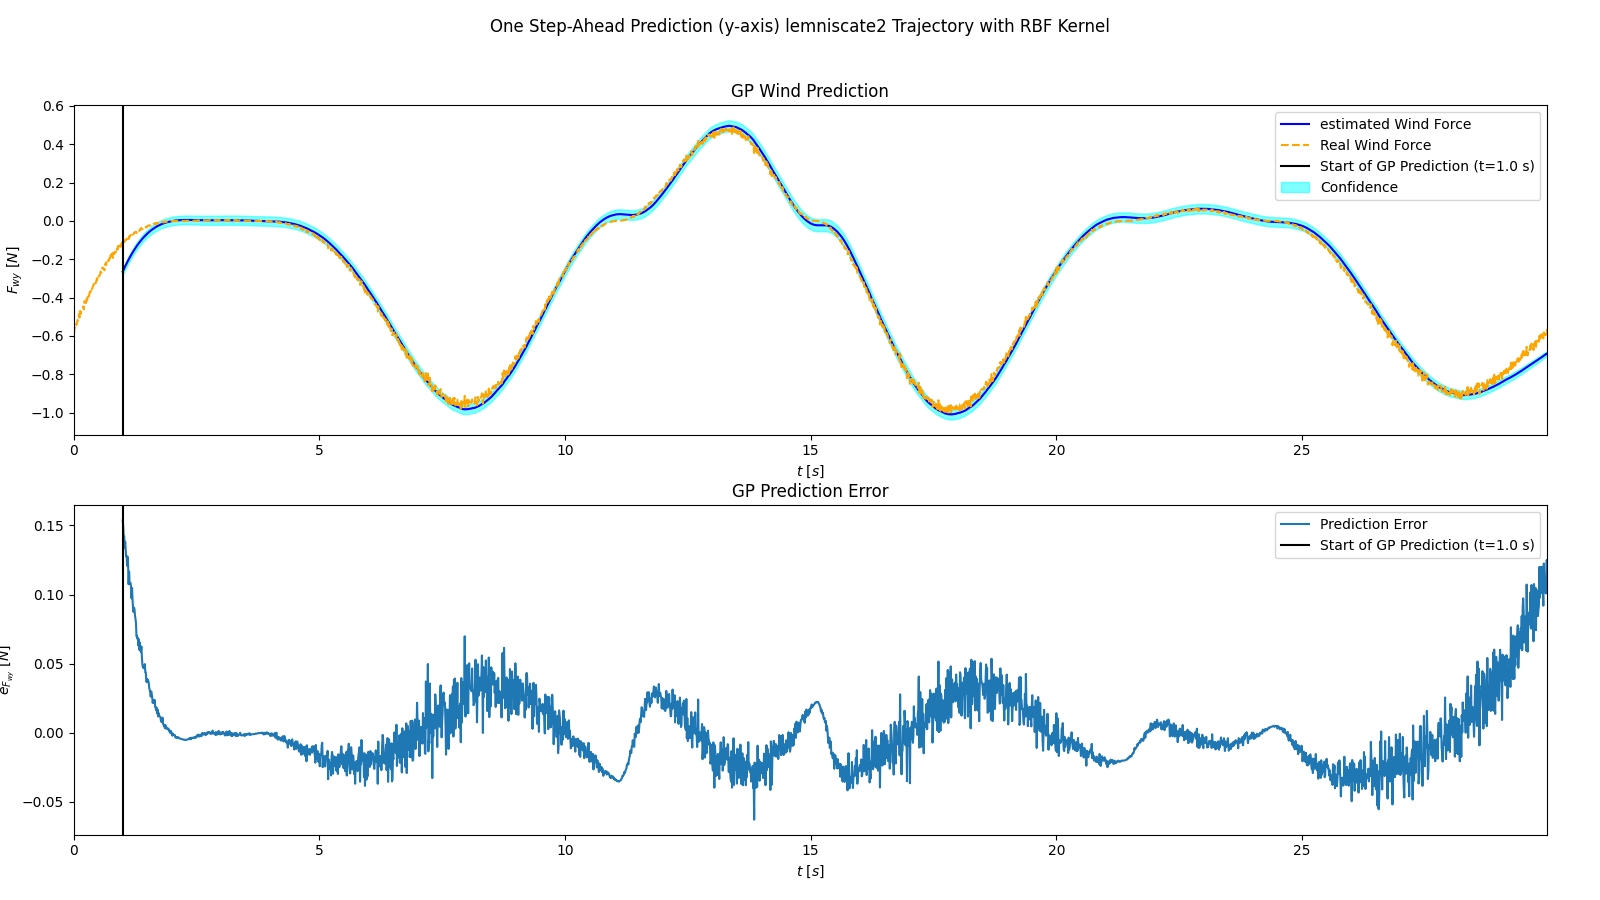 One Step-Ahead Prediction (y-axis) lemniscate2 Trajectory with RBF Kernel
GP Wind Prediction
0.6
0.4
0.2
0.0
−0.2
−0.4
−0.6
−0.8
−1.0
F_wy [N]
estimated Wind Force
Real Wind Force
Start of GP Prediction (t=1.0 s)
Confidence
0 5 10 15 20 25
t [s]
GP Prediction Error
0.15
0.10
0.05
0.00
−0.05
e_F_wy [N]
Prediction Error
Start of GP Prediction (t=1.0 s)
0 5 10 15 20 25
t [s]